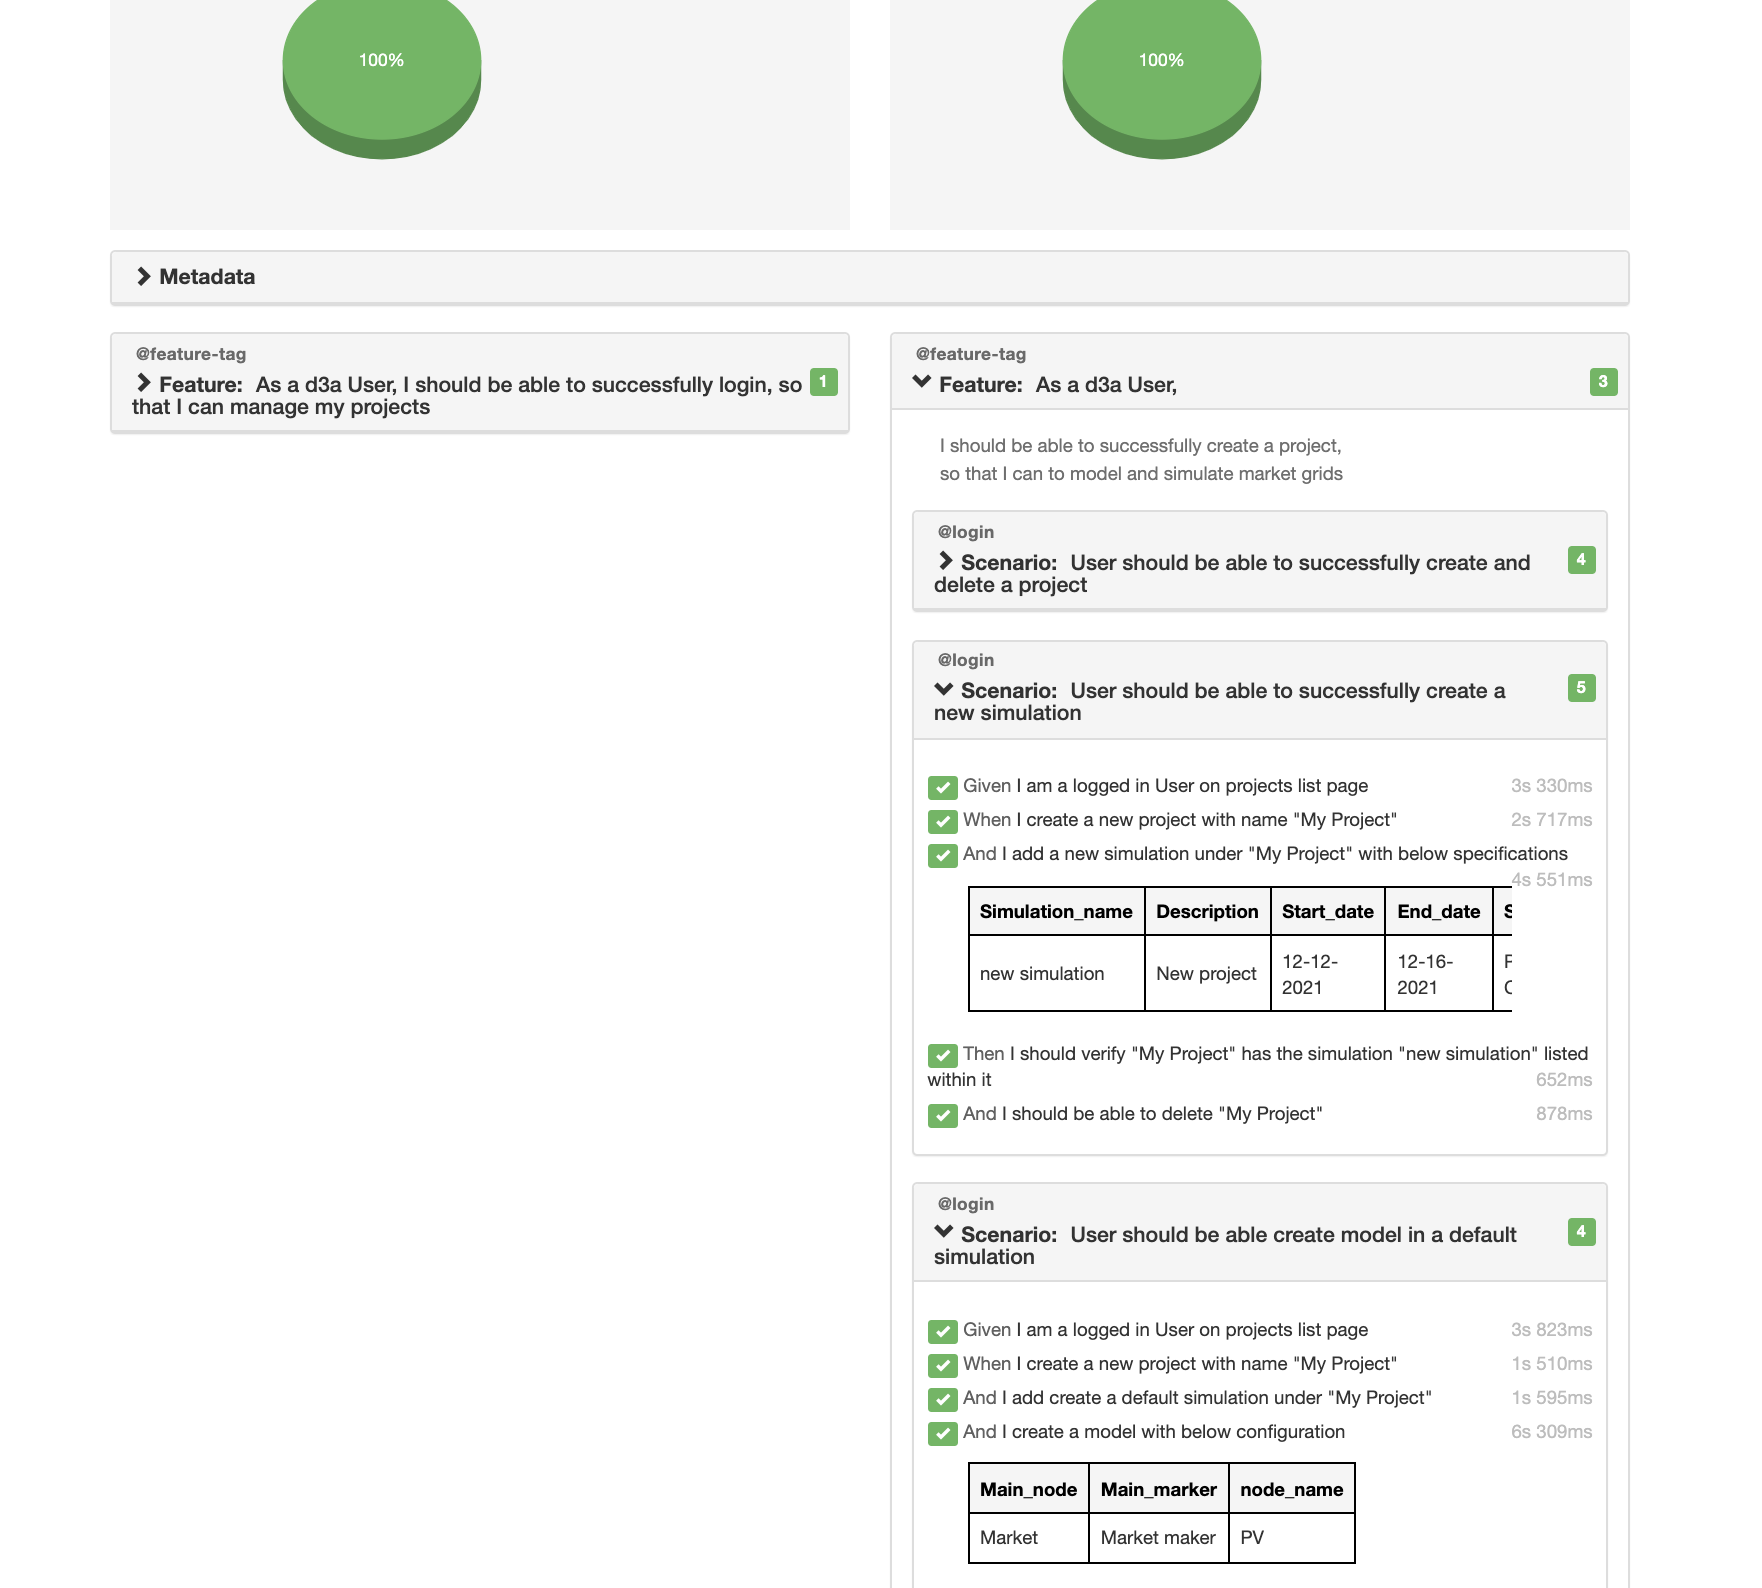 100%
100%
Metadata
@feature-tag
Feature: As a d3a User, I should be able to successfully login, so 1
that I can manage my projects
@feature-tag
Feature: As a d3a User, 3
I should be able to successfully create a project,
so that I can to model and simulate market grids
@login
Scenario: User should be able to successfully create and 4
delete a project
@login
Scenario: User should be able to successfully create a 5
new simulation
Given I am a logged in User on projects list page 3s 330ms
When I create a new project with name "My Project" 2s 717ms
And I add a new simulation under "My Project" with below specifications
4s 551ms
Simulation_name Description Start_date End_date
new simulation New project 12-12- 12-16-
2021 2021
Then I should verify "My Project" has the simulation "new simulation" listed
within it 652ms
And I should be able to delete "My Project" 878ms
@login
Scenario: User should be able create model in a default 4
simulation
Given I am a logged in User on projects list page 3s 823ms
When I create a new project with name "My Project" 1s 510ms
And I add create a default simulation under "My Project" 1s 595ms
And I create a model with below configuration 6s 309ms
Main_node Main_marker node_name
Market Market maker PV